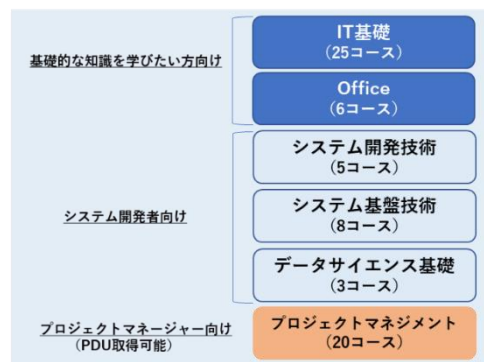 基礎的な知識を学びたい方向け
IT基礎
（25コース）
Office
（6コース）
システム開発者向け
システム開発技術
（5コース）
システム基盤技術
（8コース）
データサイエンス基礎
（3コース）
プロジェクトマネージャー向け
（PDU取得可能）
プロジェクトマネジメント
（20コース）